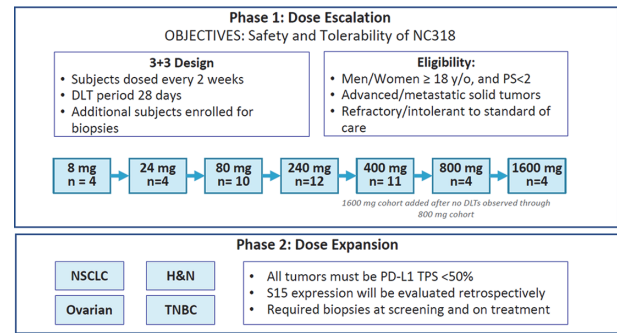 Phase 1: Dose Escalation
OBJECTIVES: Safety and Tolerability of NC318
3+3 Design
• Subjects dosed every 2 weeks
• DLT period 28 days
• Additional subjects enrolled for
biopsies
Eligibility:
• Men/Women ≥ 18 y/o, and PS<2
• Advanced/metastatic solid tumors
• Refractory/intolerant to standard of
care
8 mg
n = 4
24 mg
n=4
80 mg
n= 10
240 mg
n=12
400 mg
n= 11
800 mg
n=4
1600 mg
n=4
1600 mg cohort added after no DLTs observed through
800 mg cohort
Phase 2: Dose Expansion
NSCLC
H&N
Ovarian
TNBC
• All tumors must be PD-L1 TPS <50%
• S15 expression will be evaluated retrospectively
• Required biopsies at screening and on treatment